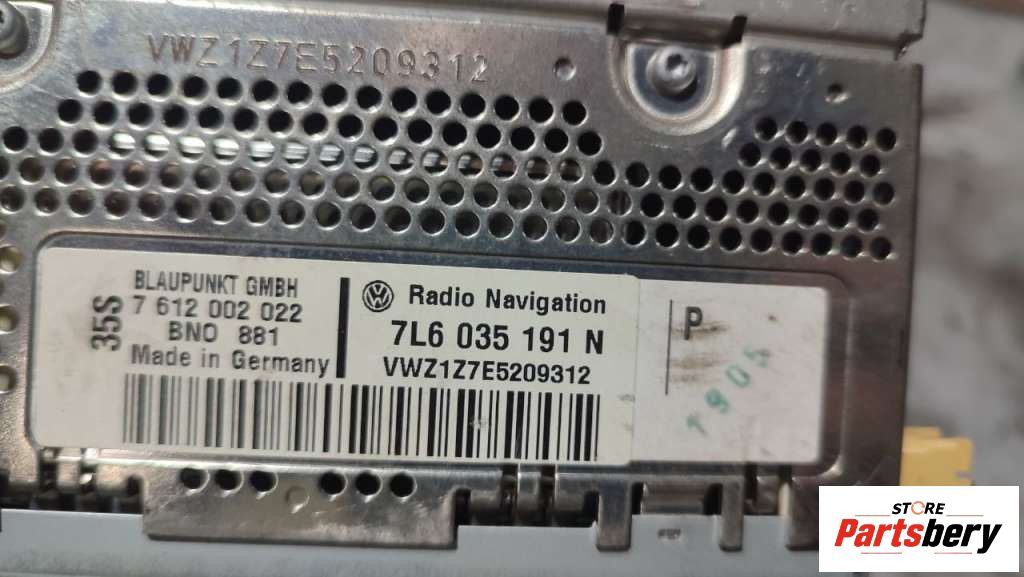 VWZ1Z7E5209312
35S
BLAUPUNKT GMBH
7 612 002 022
BNO 881
Made in Germany
Radio Navigation
7L6 035 191 N
VWZ1Z7E5209312
P
1905
STORE
Partsbery